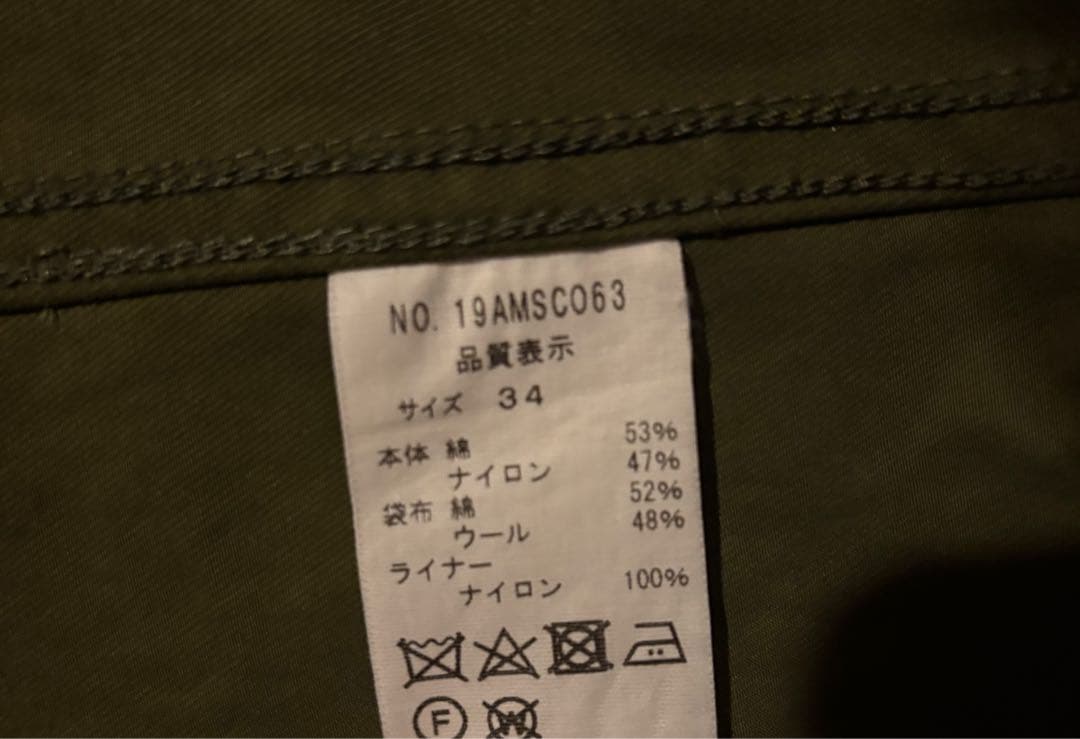 NO. 19AMSCO63
品質表示
サイズ 34
本体 綿 53%
ナイロン 47%
袋布 綿 52%
ウール 48%
ライナー
ナイロン 100%
F W